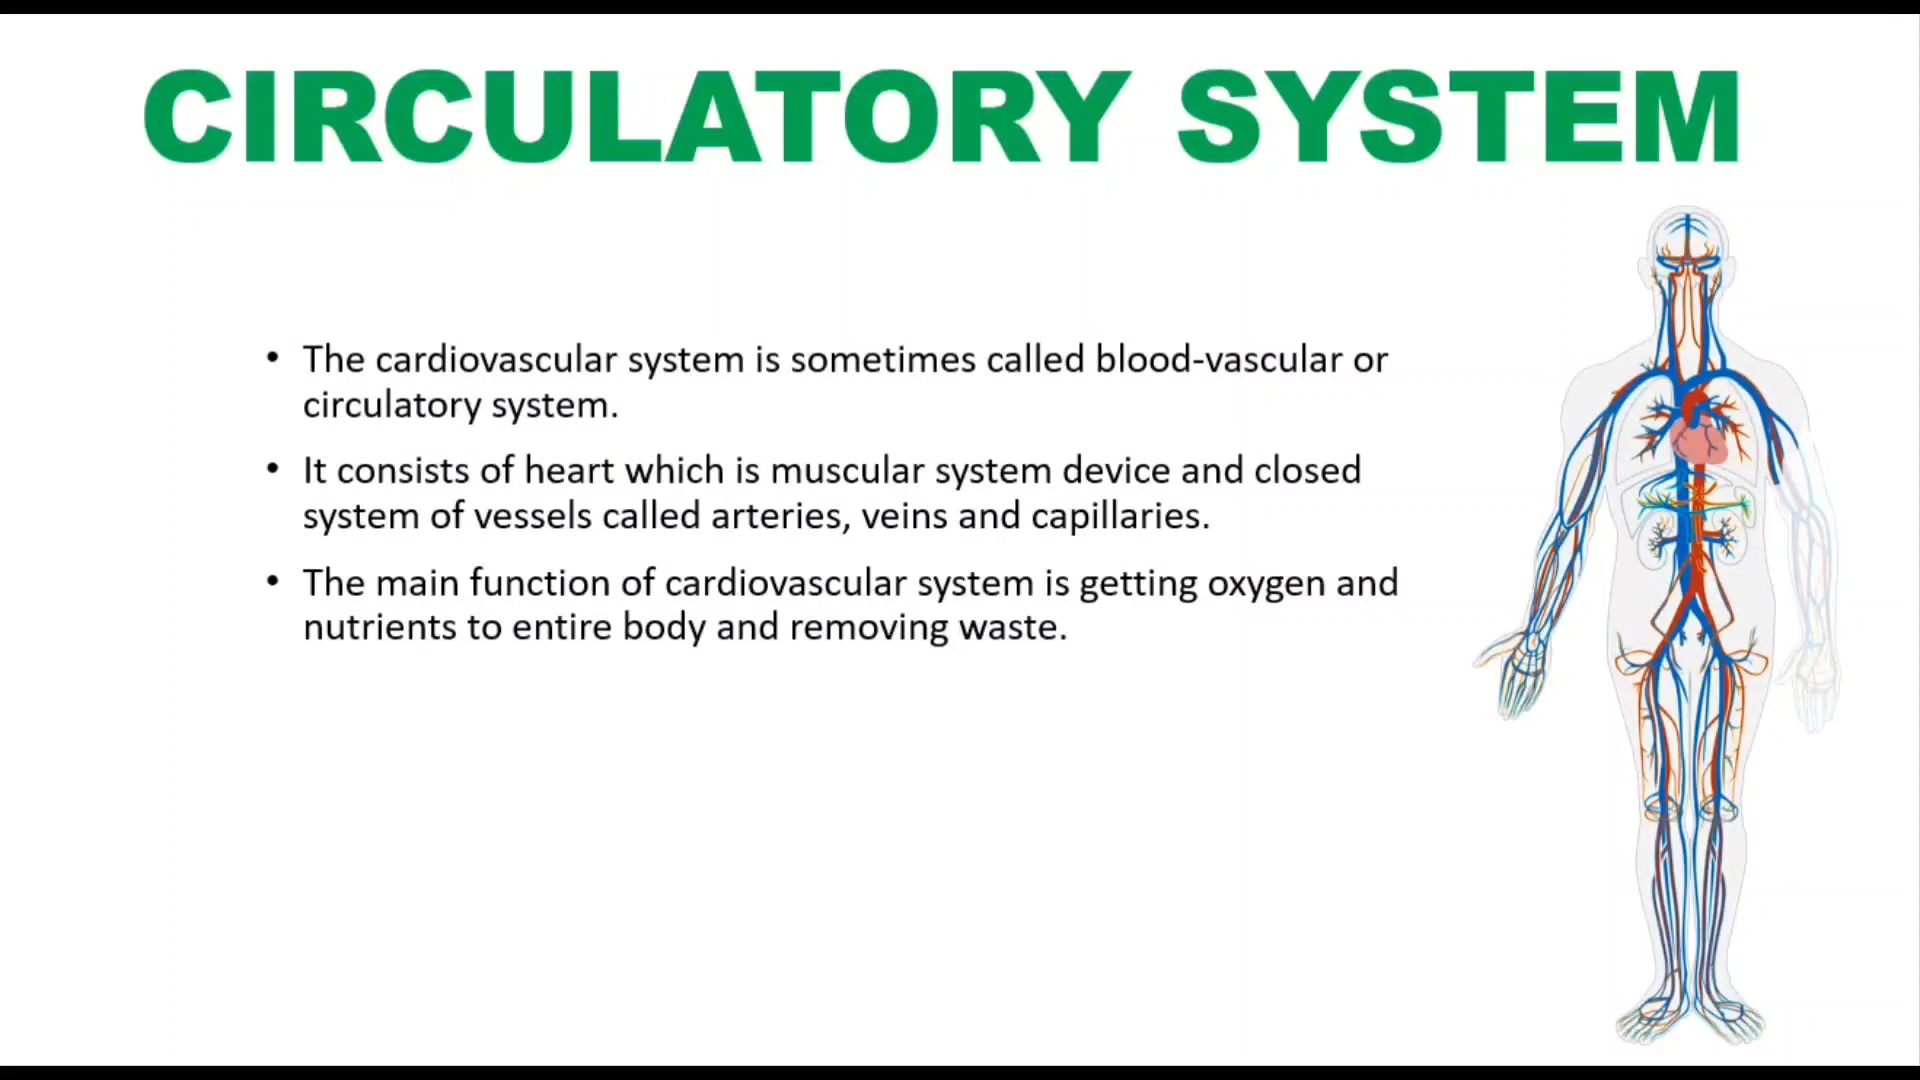 CIRCULATORY SYSTEM
• The cardiovascular system is sometimes called blood-vascular or
circulatory system.
• It consists of heart which is muscular system device and closed
system of vessels called arteries, veins and capillaries.
• The main function of cardiovascular system is getting oxygen and
nutrients to entire body and removing waste.